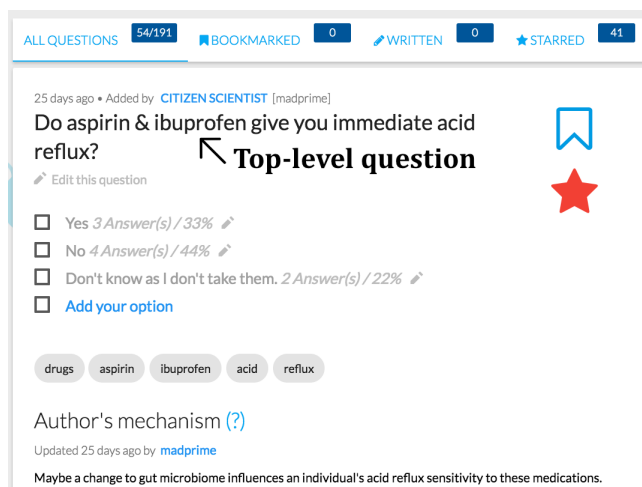 ALL QUESTIONS 54/191 BOOKMARKED 0 WRITTEN 0 STARRED 41
25 days ago • Added by CITIZEN SCIENTIST [madprime]
Do aspirin & ibuprofen give you immediate acid
reflux?
Top-level question
Edit this question
Yes 3 Answer(s) / 33%
No 4 Answer(s) / 44%
Don't know as I don't take them. 2 Answer(s) / 22%
Add your option
drugs aspirin ibuprofen acid reflux
Author's mechanism (?)
Updated 25 days ago by madprime
Maybe a change to gut microbiome influences an individual's acid reflux sensitivity to these medications.